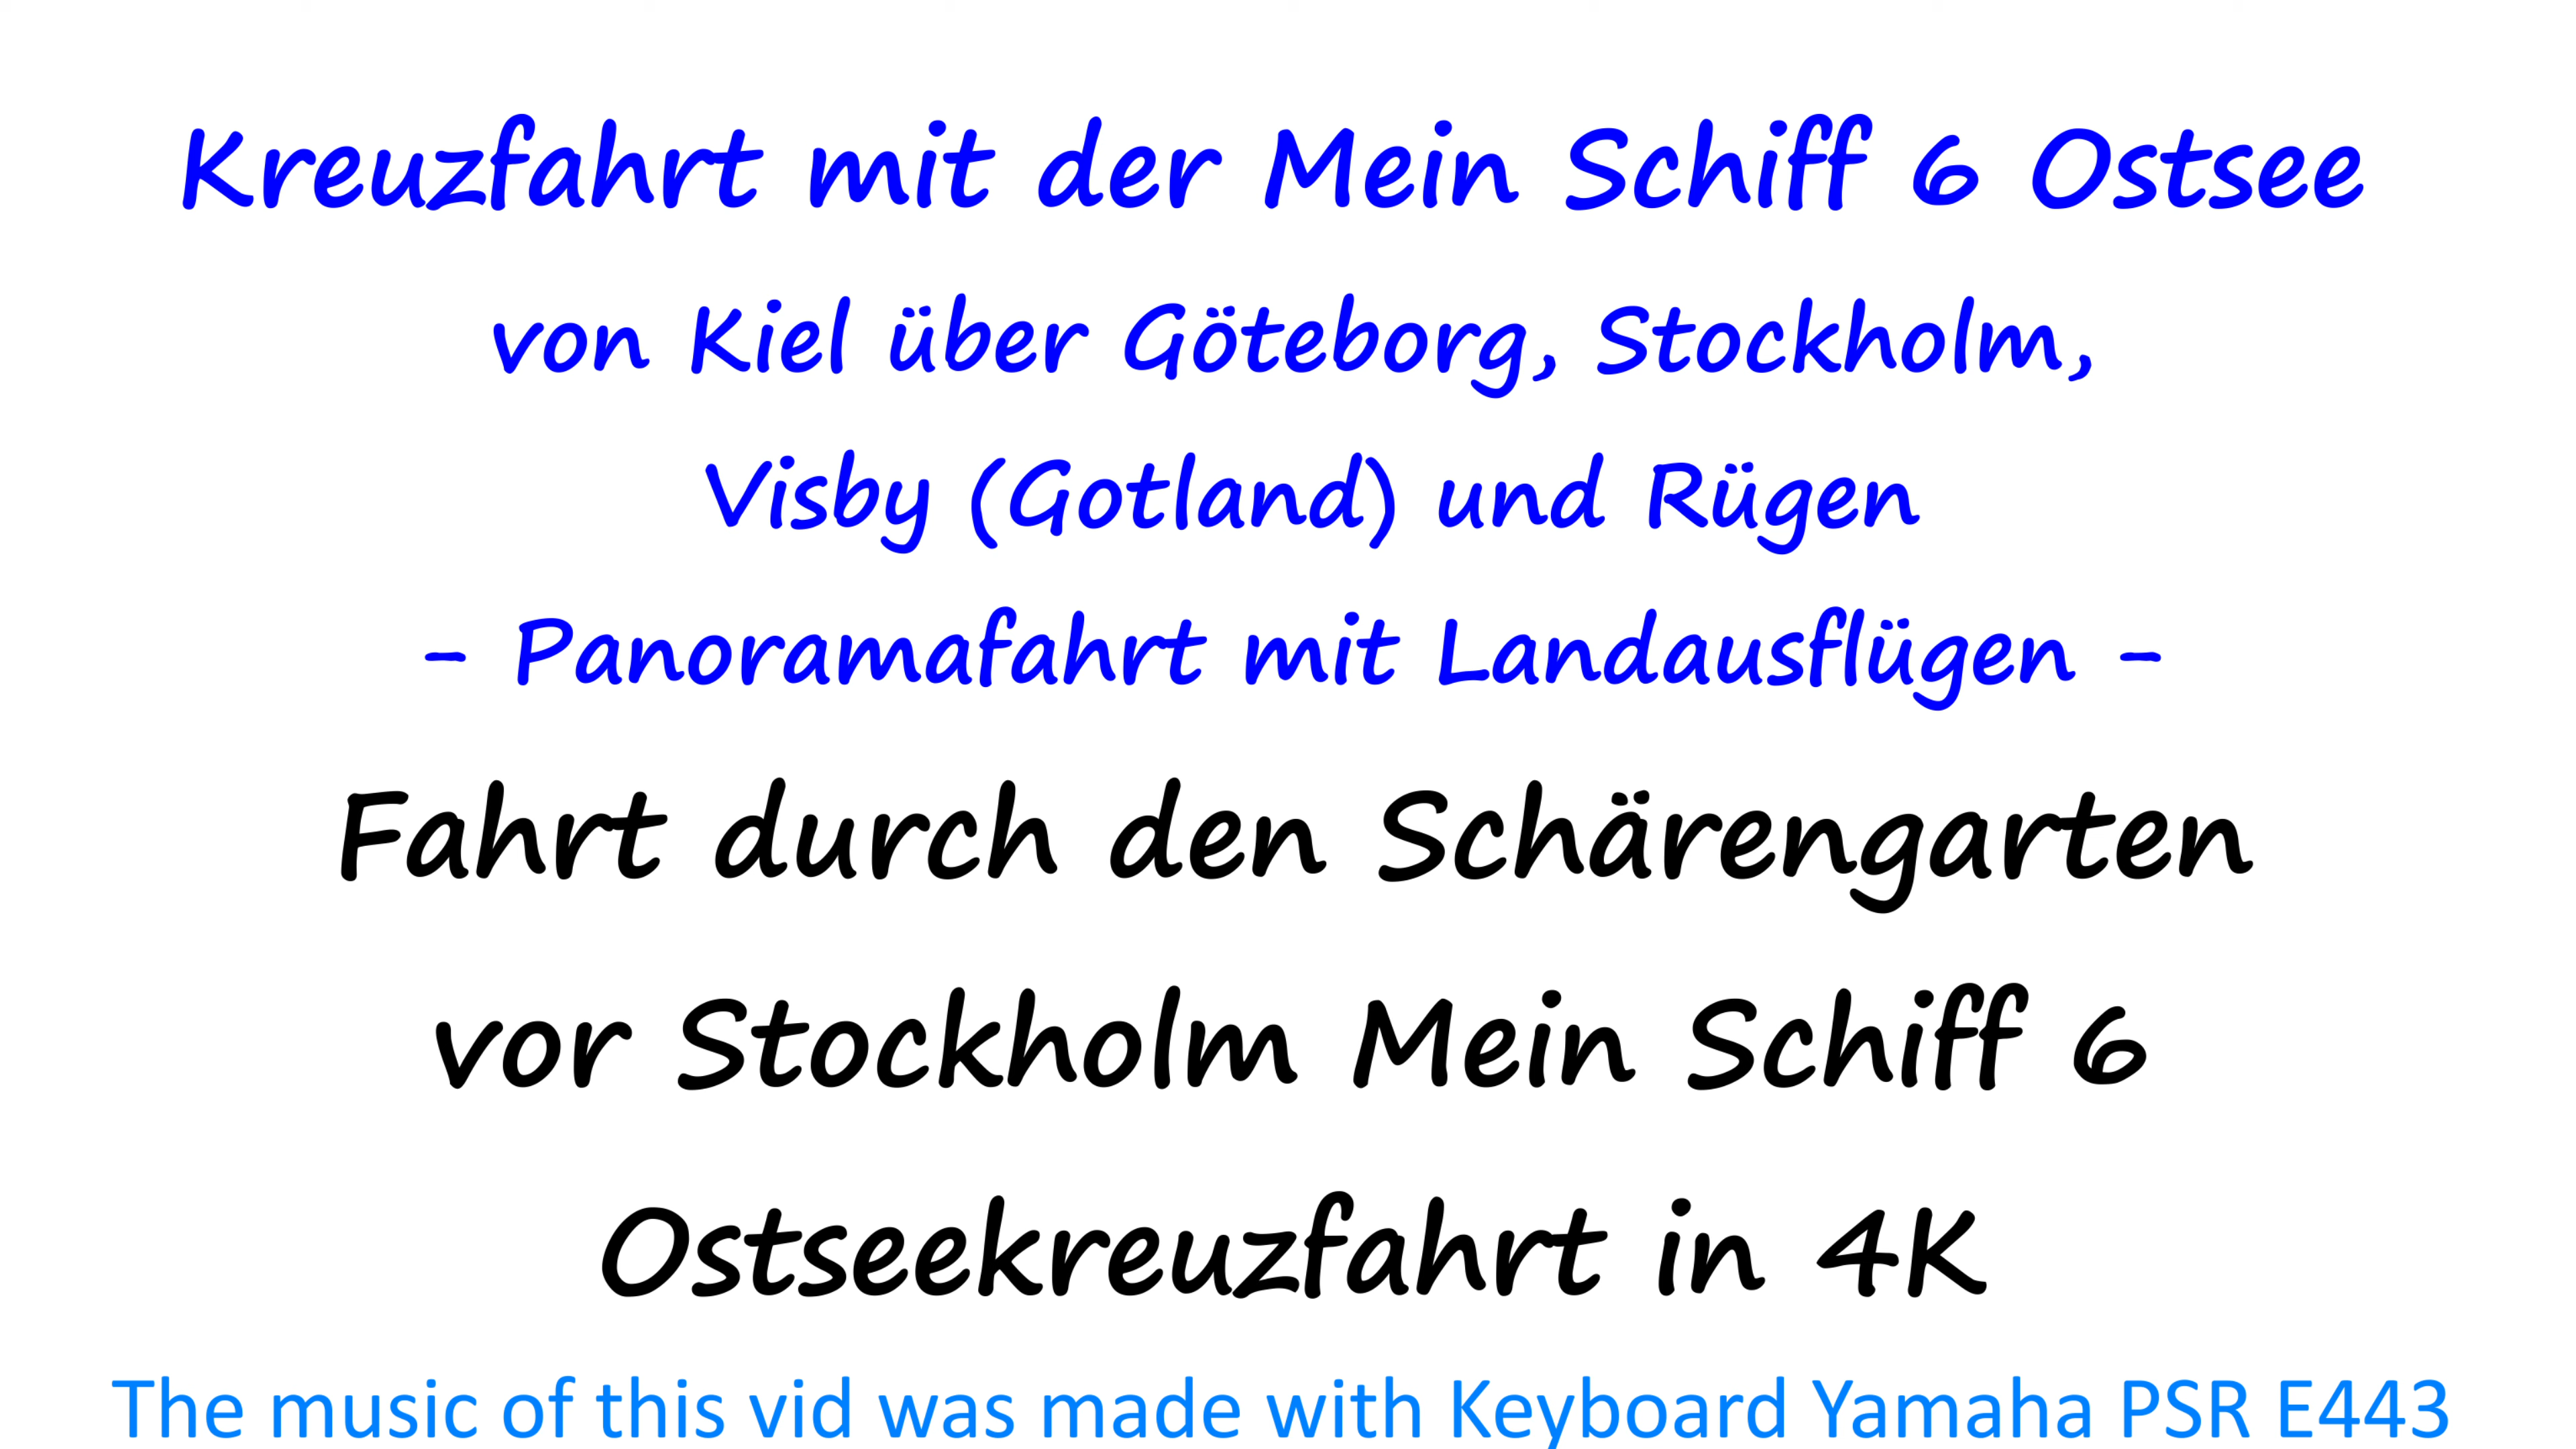 Kreuzfahrt mit der Mein Schiff 6 Ostsee
von Kiel über Göteborg, Stockholm,
Visby (Gotland) und Rügen
- Panoramafahrt mit Landausflügen -
Fahrt durch den Schärengarten
vor Stockholm Mein Schiff 6
Ostseekreuzfahrt in 4K
The music of this vid was made with Keyboard Yamaha PSR E443